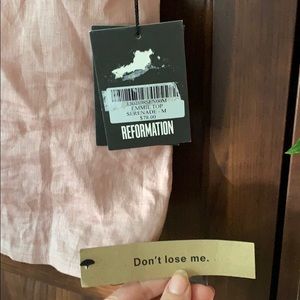 EMMIE TOP
SERENADE - M
$78.00
REFORMATION
Don't lose me.